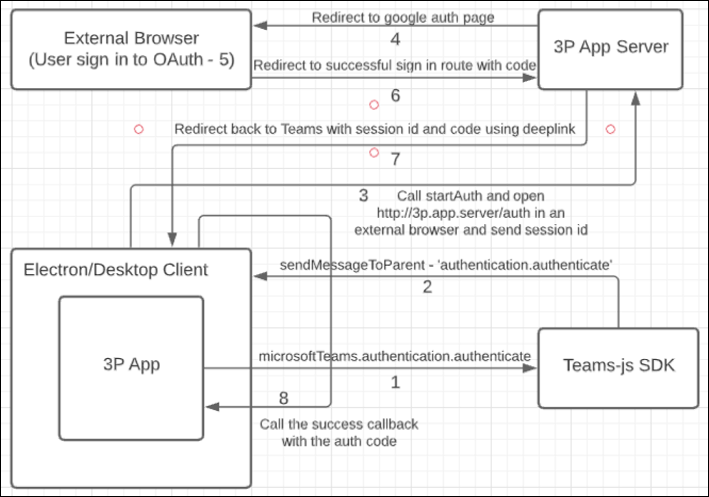 Redirect to google auth page
4
External Browser
(User sign in to OAuth - 5)
3P App Server
Redirect to successful sign in route with code
6
Redirect back to Teams with session id and code using deeplink
7
3
Call startAuth and open
http://3p.app.server/auth in an
external browser and send session id
Electron/Desktop Client
sendMessageToParent - 'authentication.authenticate'
2
3P App
microsoftTeams.authentication.authenticate
1
Teams-js SDK
8
Call the success callback
with the auth code